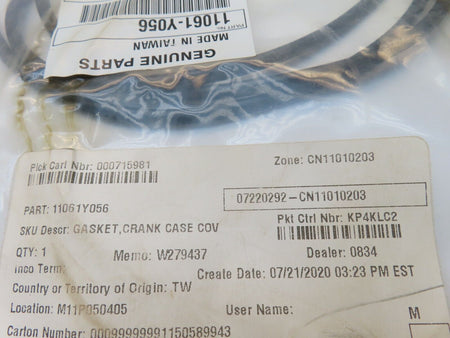 11061-Y056
MADE IN TAIWAN
GENUINE PARTS
Pick Cart Nbr: 000715981
Zone: CN11010203
07220292-CN11010203
PART: 11061Y056
Pkt Ctrl Nbr: KP4KLC2
SKU Descr: GASKET,CRANK CASE COV
QTY: 1
Memo: W279437
Dealer: 0834
Inco Term:
Create Date: 07/21/2020 03:23 PM EST
Country or Territory of Origin: TW
Location: M11P050405
User Name:
M
Carton Number: 00099999991150589943